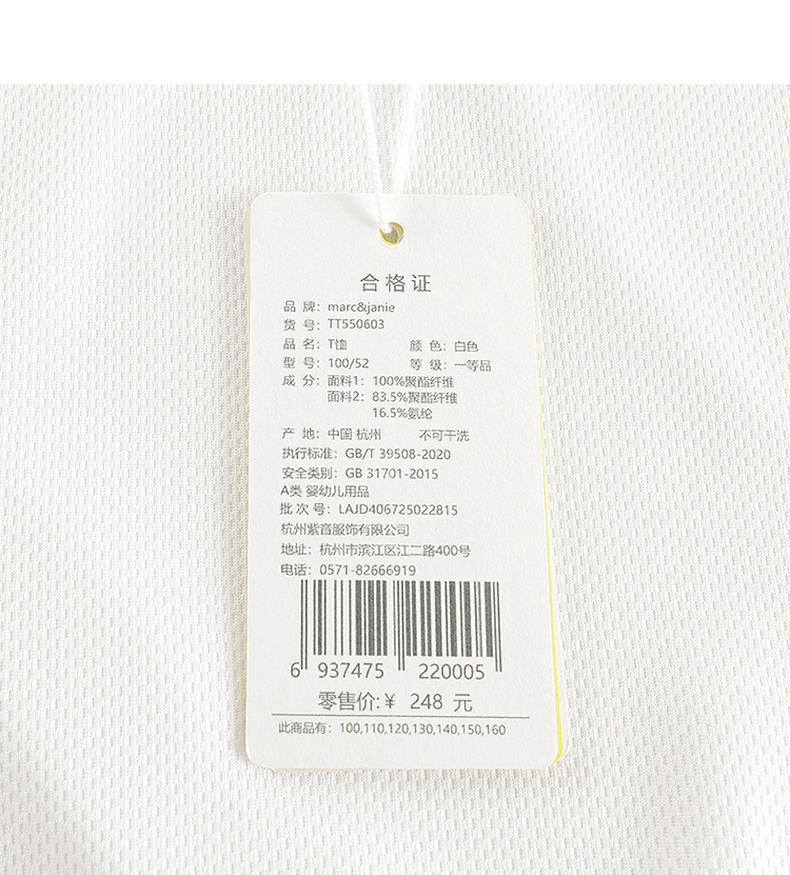 合格证
品 牌：marc&janie
货 号：TT550603
品 名：T恤 颜 色：白色
型 号：100/52 等 级：一等品
成 分：面料1：100%聚酯纤维
面料2：83.5%聚酯纤维
16.5%氨纶
产 地：中国 杭州 不可干洗
执行标准：GB/T 39508-2020
安全类别：GB 31701-2015
A类 婴幼儿用品
批 次 号：LAJD406725022815
杭州紫音服饰有限公司
地址：杭州市滨江区江二路400号
电话：0571-82666919
6 937475 220005
零售价:¥ 248 元
此商品有：100,110,120,130,140,150,160